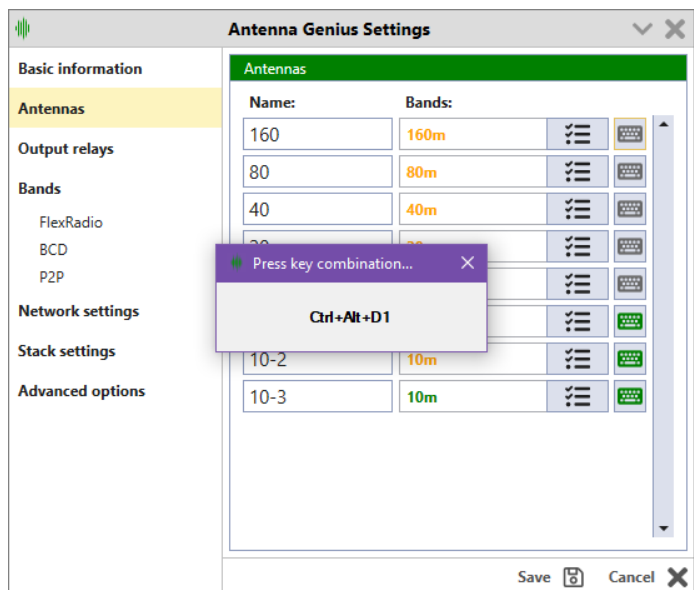 Antenna Genius Settings
Basic information
Antennas
Output relays
Bands
FlexRadio
BCD
P2P
Network settings
Stack settings
Advanced options
Antennas
Name: Bands:
160 160m
80 80m
40 40m
Press key combination...
Ctrl+Alt+D1
10-2 10m
10-3 10m
Save Cancel